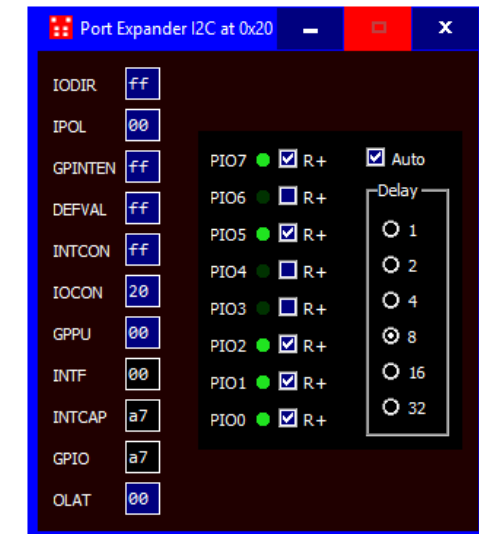 Port Expander I2C at 0x20
IODIR ff
IPOL 00
GPINTEN ff
DEFVAL ff
INTCON ff
IOCON 20
GPPU 00
INTF 00
INTCAP a7
GPIO a7
OLAT 00
PIO7 R+
PIO6 R+
PIO5 R+
PIO4 R+
PIO3 R+
PIO2 R+
PIO1 R+
PIO0 R+
Auto
Delay
1
2
4
8
16
32